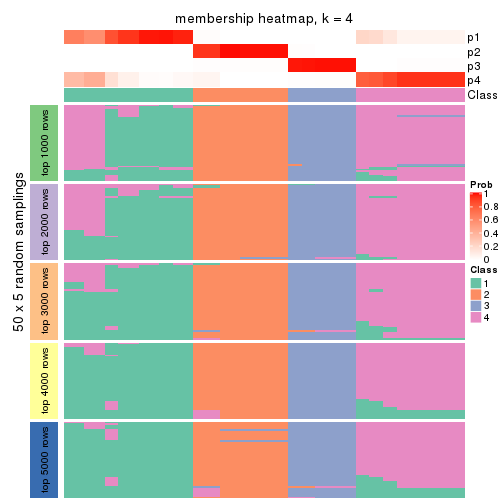 membership heatmap, k = 4
p1
p2
p3
p4
Class
50 x 5 random samplings
top 1000 rows
top 2000 rows
top 3000 rows
top 4000 rows
top 5000 rows
Prob
1
0.8
0.6
0.4
0.2
0
Class
1
2
3
4